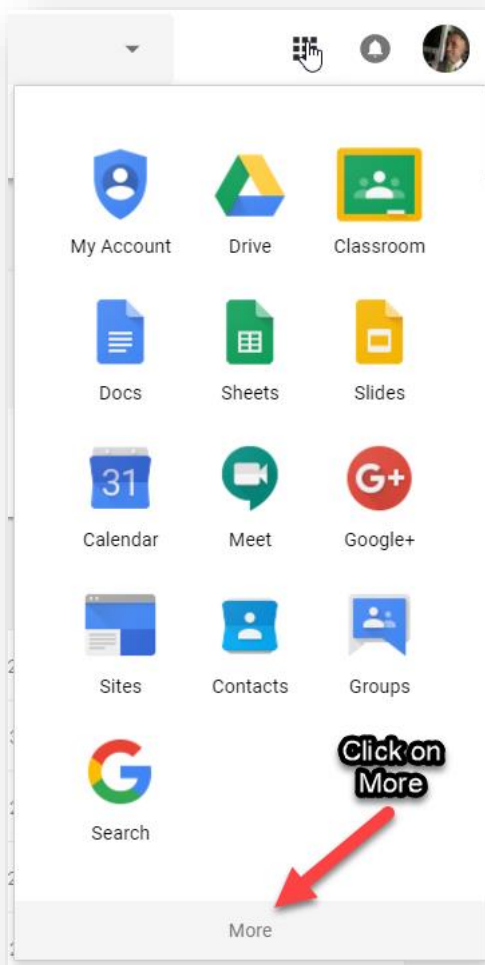 My Account Drive Classroom
Docs Sheets Slides
31 G+
Calendar Meet Google+
Sites Contacts Groups
G
Click on
More
Search
More